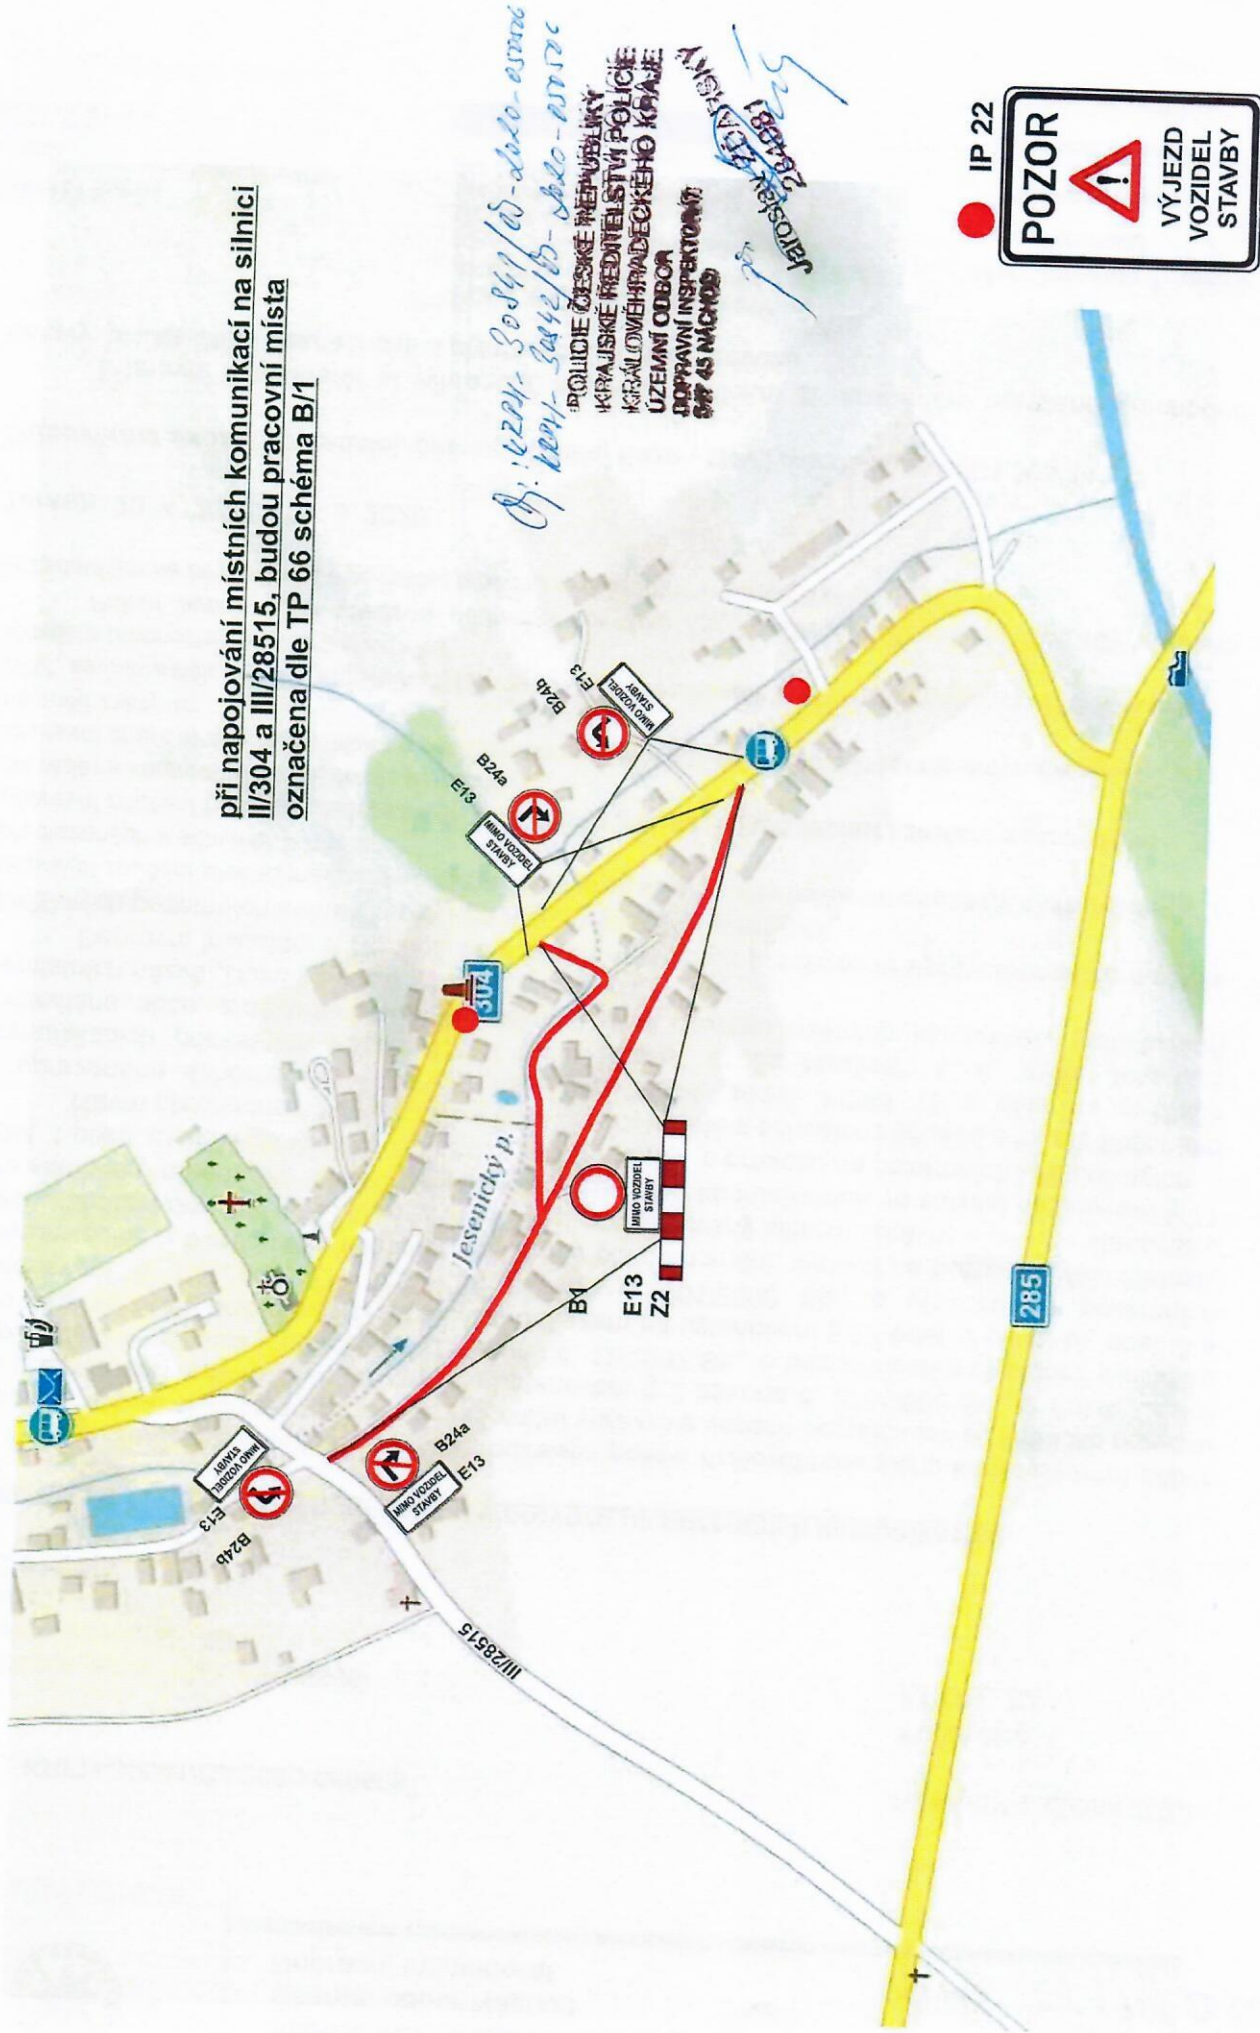 při napojování místních komunikací na silnici
II/304 a III/28515, budou pracovní místa
označena dle TP 66 schéma B/1
POLICIE ČESKÉ REPUBLIKY
KRAJSKÉ ŘEDITELSTVÍ POLICIE
KRÁLOVÉHRADECKÉHO KRAJE
ÚZEMNÍ ODBOR
DOPRAVNÍ INSPEKTORÁT
NÁCHOD
Jaroslav
IP 22
POZOR
!
VÝJEZD
VOZIDEL
STAVBY
E13
B24b
MIMO VOZIDEL
STAVBY
B24a
E13
MIMO VOZIDEL
STAVBY
304
Jesenický p.
B1
E13
MIMO VOZIDEL
STAVBY
Z2
MIMO VOZIDEL
STAVBY
E13
B24b
B24a
MIMO VOZIDEL
STAVBY
E13
III/28515
285